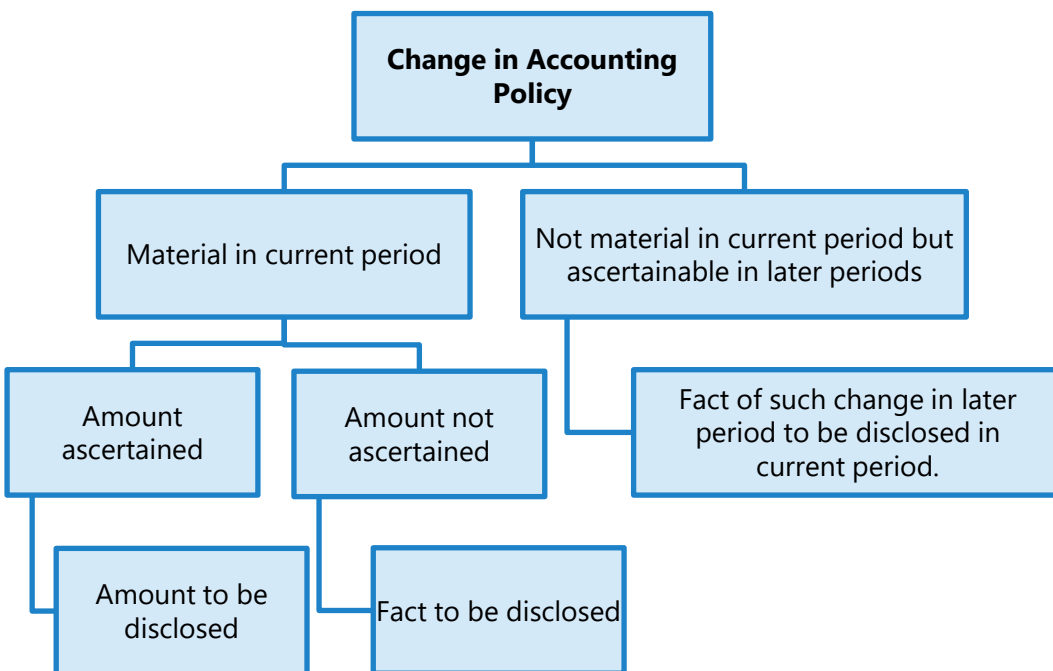 Change in Accounting
Policy
Material in current period
Not material in current period but
ascertainable in later periods
Amount
ascertained
Amount not
ascertained
Fact of such change in later
period to be disclosed in
current period.
Amount to be
disclosed
Fact to be disclosed